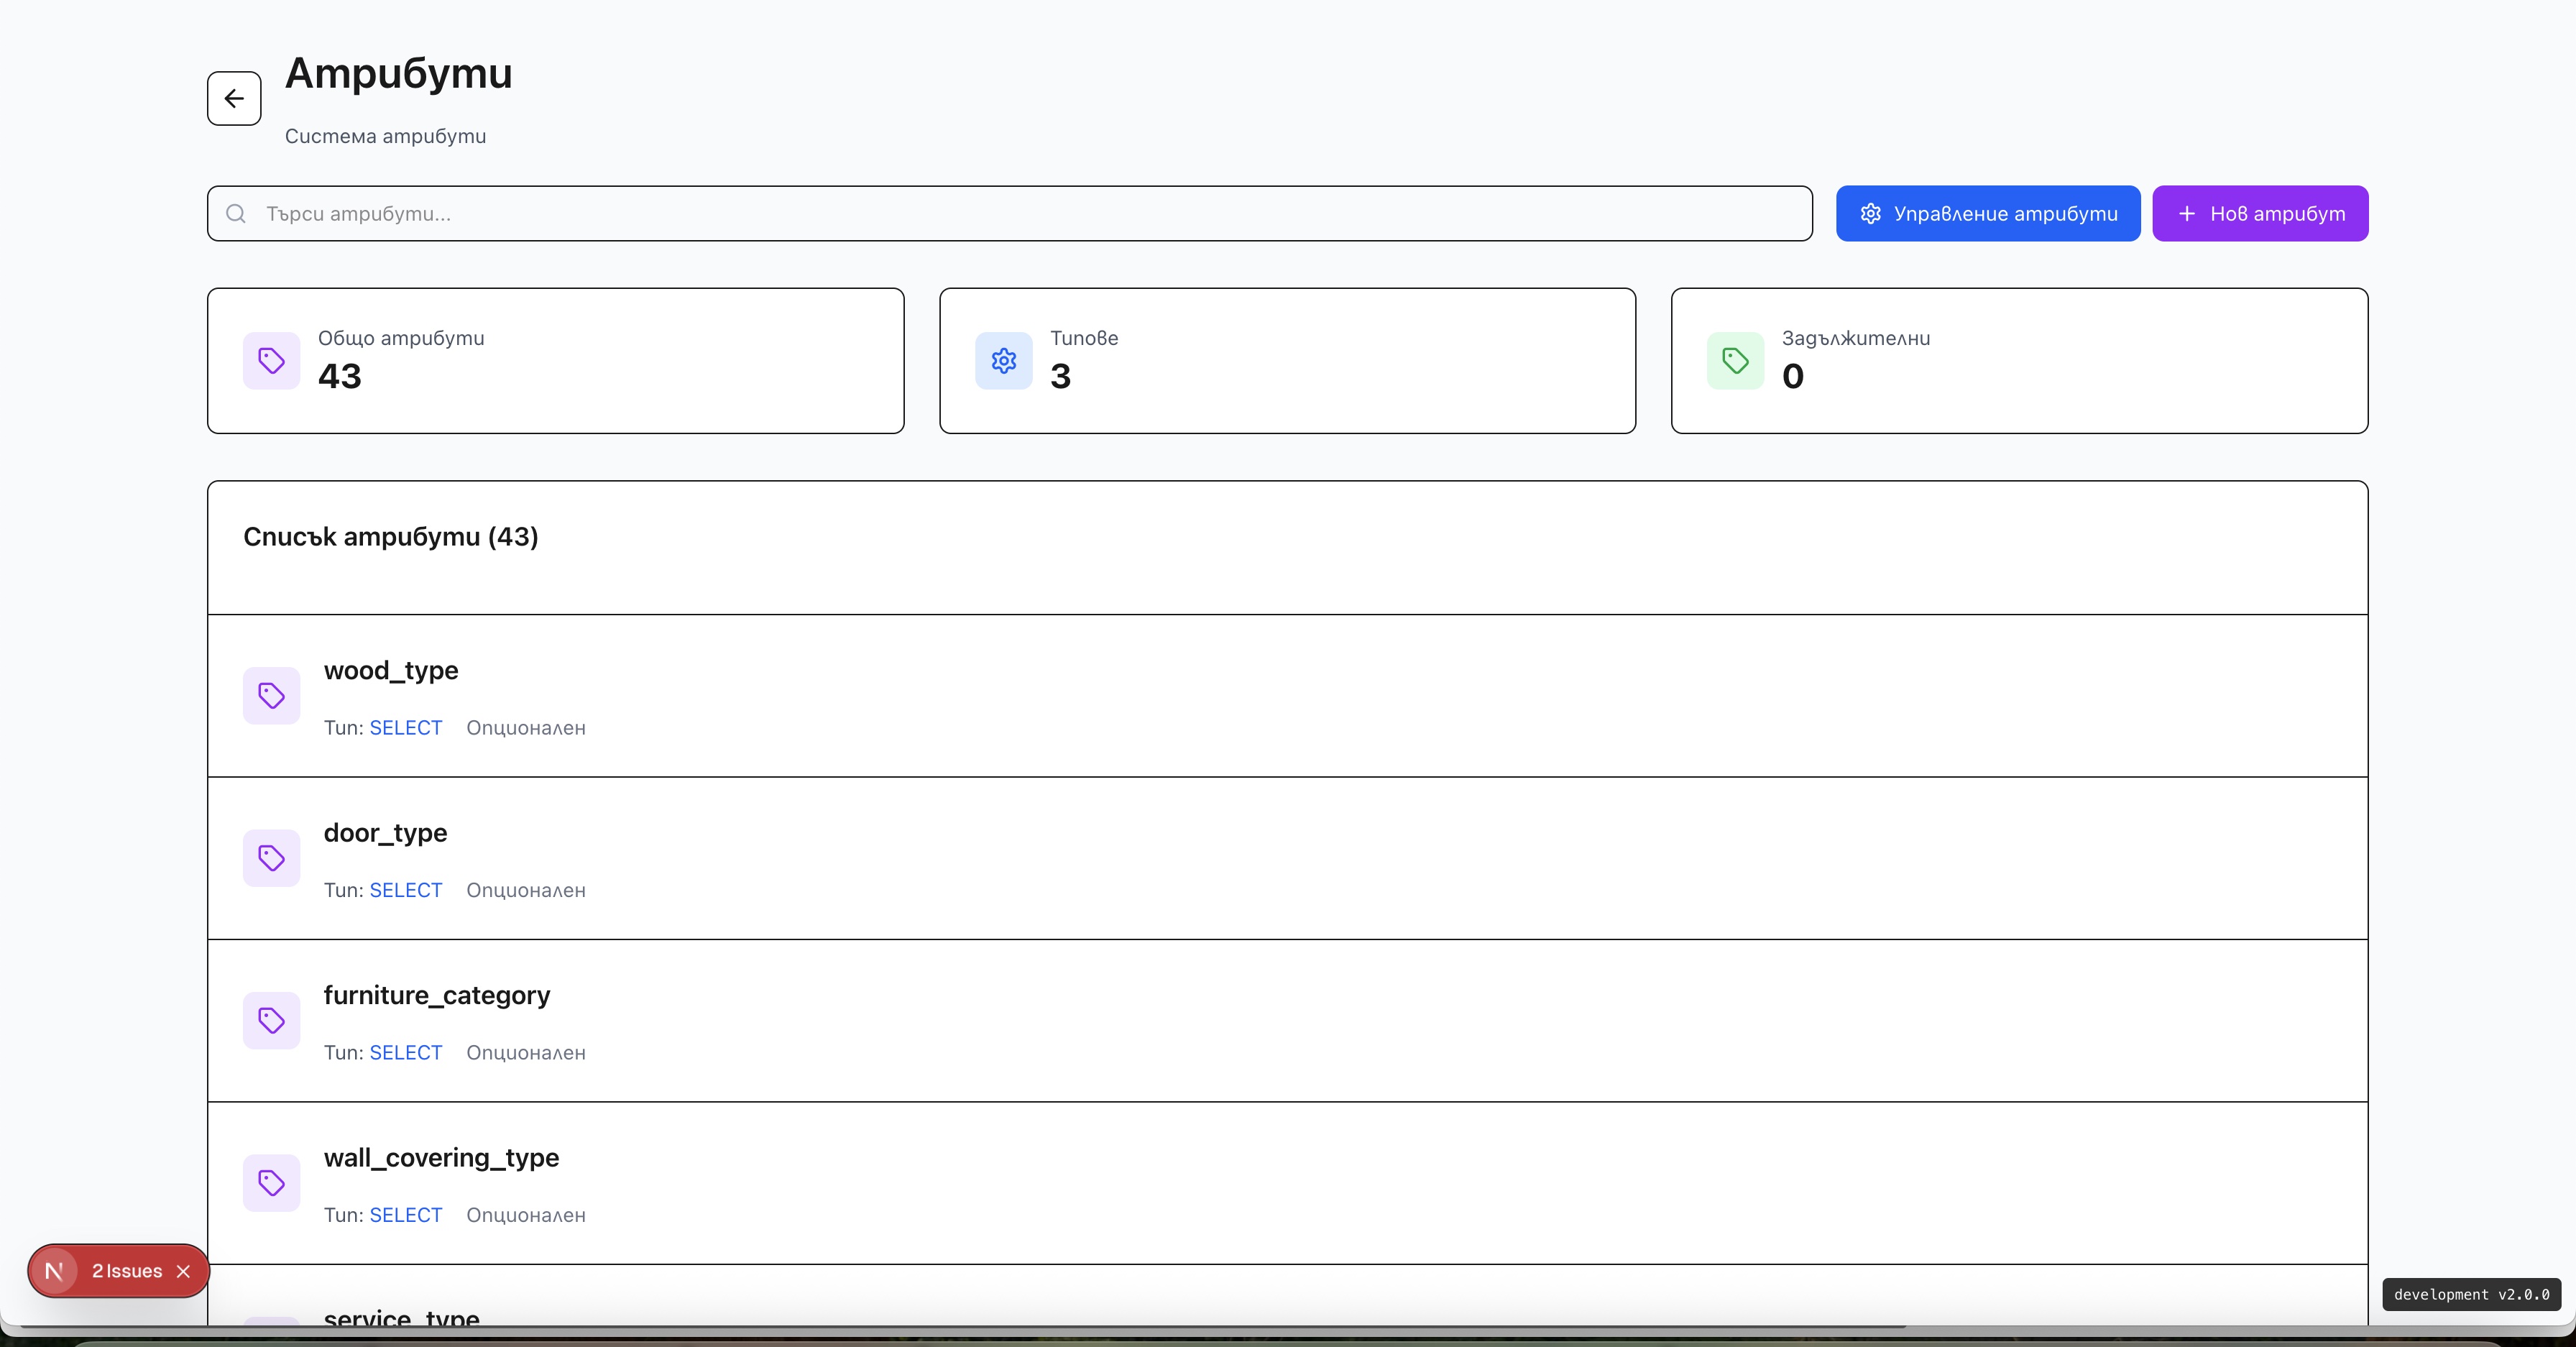 Атрибути
Система атрибути
Търси атрибути...
Управление атрибути
Нов атрибут
Общо атрибути
43
Типове
3
Задължителни
0
Списък атрибути (43)
wood_type
Тип: SELECT Опционален
door_type
Тип: SELECT Опционален
furniture_category
Тип: SELECT Опционален
wall_covering_type
Тип: SELECT Опционален
service_type
2 Issues
development v2.0.0